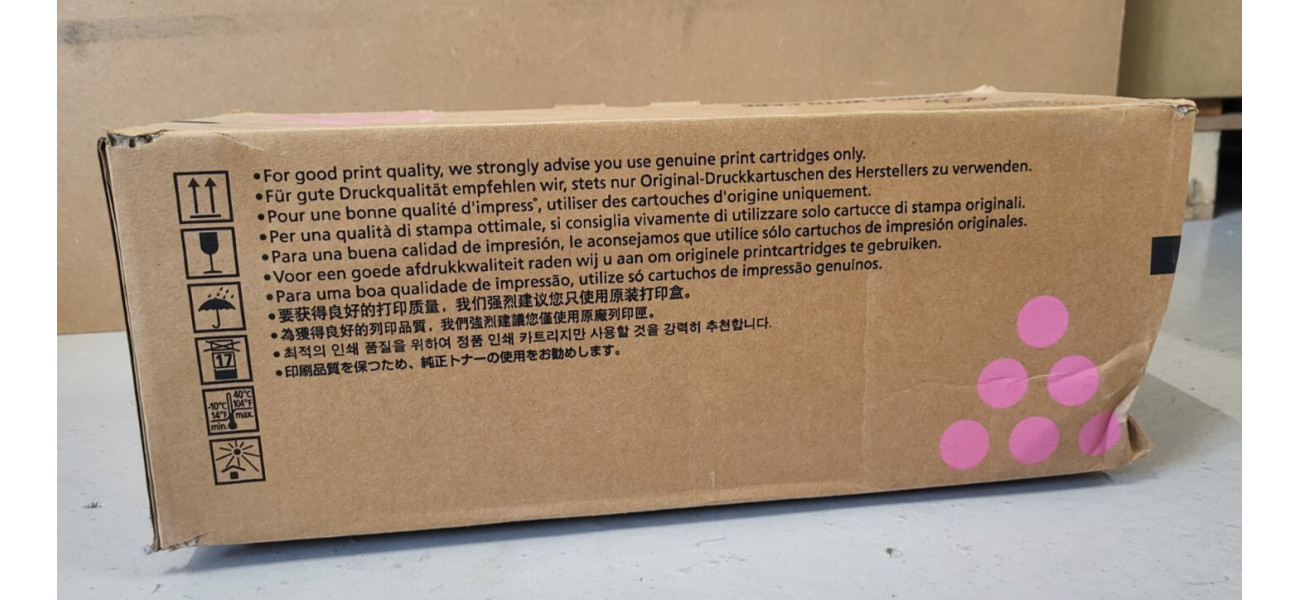 •For good print quality, we strongly advise you use genuine print cartridges only.
•Für gute Druckqualität empfehlen wir, stets nur Original-Druckkartuschen des Herstellers zu verwenden.
•Pour une bonne qualité d'impress°, utiliser des cartouches d'origine uniquement.
•Per una qualità di stampa ottimale, si consiglia vivamente di utilizzare solo cartucce di stampa originali.
•Para una buena calidad de impresión, le aconsejamos que utilice sólo cartuchos de impresión originales.
•Voor een goede afdrukkwaliteit raden wij u aan om originele printcartridges te gebruiken.
•Para uma boa qualidade de impressão, utilize só cartuchos de impressão genuínos.
•要获得良好的打印质量，我们强烈建议您只使用原装打印盒。
•為獲得良好的列印品質，我們強烈建議您僅使用原廠列印匣。
•최적의 인쇄 품질을 위하여 정품 인쇄 카트리지만 사용할 것을 강력히 추천합니다.
•印刷品質を保つため、純正トナーの使用をお勧めします。
17
40°C
-10°C 104°F
14°F max.
min.